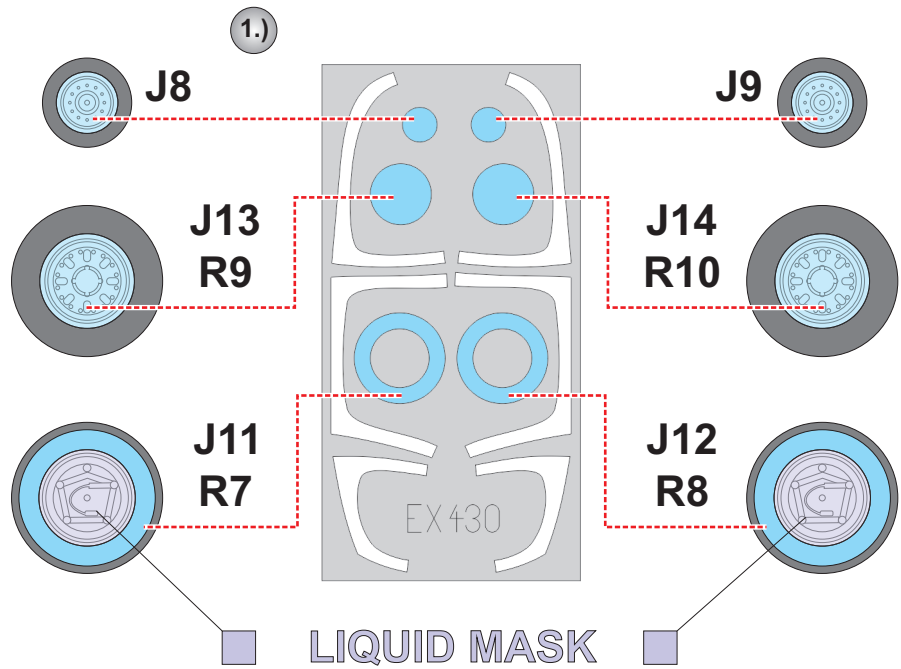 1.)
J8
J9
J13
R9
J14
R10
J11
R7
J12
R8
EX430
LIQUID MASK